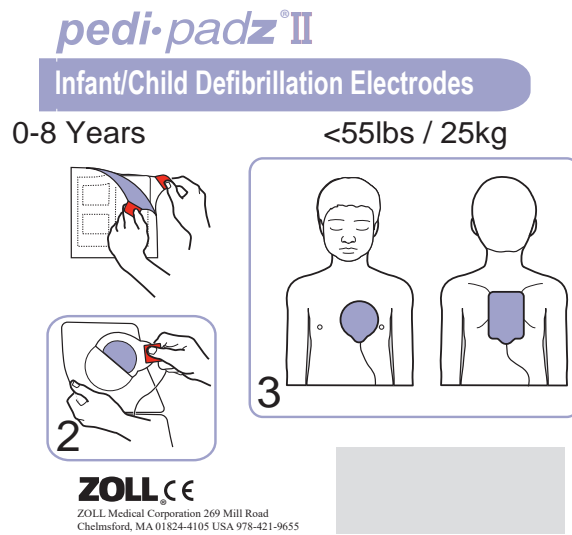 pedi•padz®II
Infant/Child Defibrillation Electrodes
0-8 Years
<55lbs / 25kg
2
3
ZOLL® CE
ZOLL Medical Corporation 269 Mill Road
Chelmsford, MA 01824-4105 USA 978-421-9655